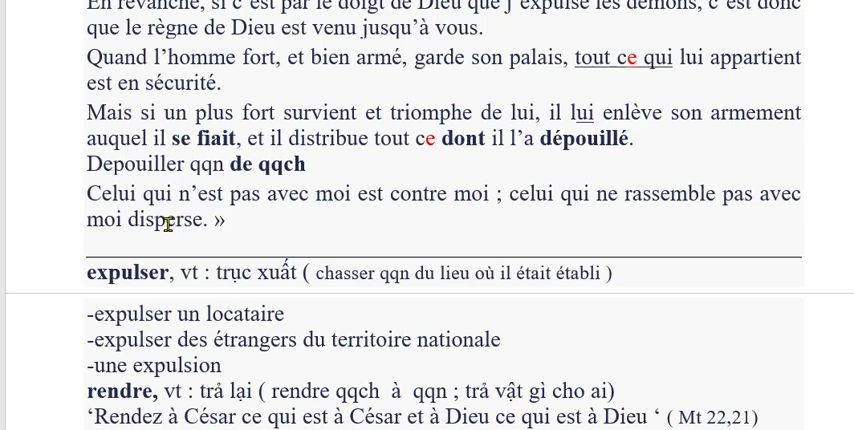 En revanche, si c’est par le doigt de Dieu que j’expulse les démons, c’est donc
que le règne de Dieu est venu jusqu’à vous.
Quand l’homme fort, et bien armé, garde son palais, tout ce qui lui appartient
est en sécurité.
Mais si un plus fort survient et triomphe de lui, il lui enlève son armement
auquel il se fiait, et il distribue tout ce dont il l’a dépouillé.
Depouiller qqn de qqch
Celui qui n’est pas avec moi est contre moi ; celui qui ne rassemble pas avec
moi disperse. »
expulser, vt : trục xuất ( chasser qqn du lieu où il était établi )
-expulser un locataire
-expulser des étrangers du territoire nationale
-une expulsion
rendre, vt : trả lại ( rendre qqch à qqn ; trả vật gì cho ai)
‘Rendez à César ce qui est à César et à Dieu ce qui est à Dieu ‘ ( Mt 22,21)